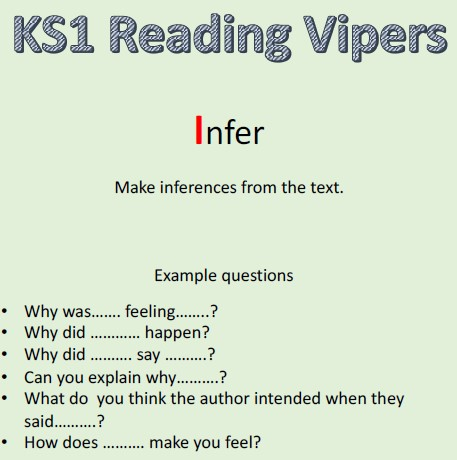 KS1 Reading Vipers
Infer
Make inferences from the text.
Example questions
• Why was....... feeling........?
• Why did ............ happen?
• Why did .......... say ..........?
• Can you explain why..........?
• What do  you think the author intended when they
said..........?
• How does .......... make you feel?